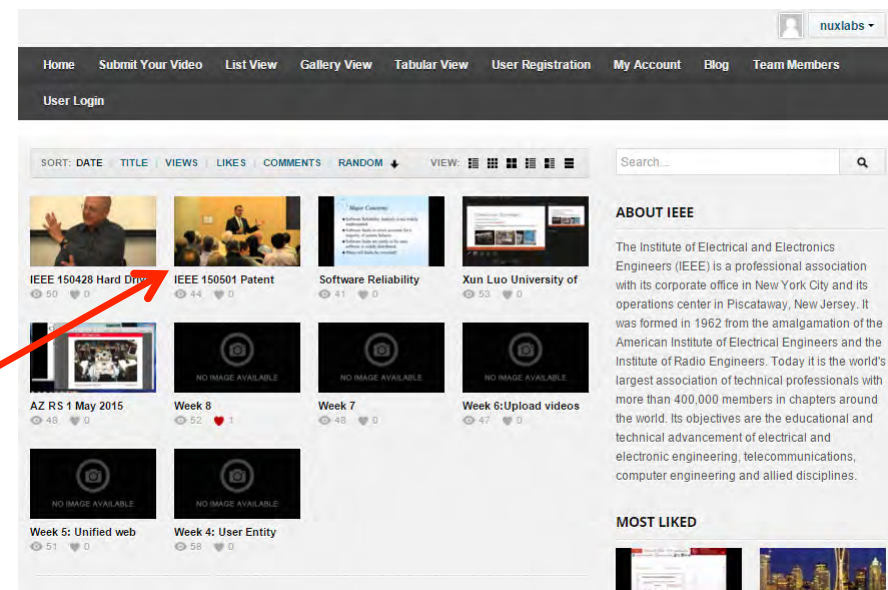 nuxlabs
Home Submit Your Video List View Gallery View Tabular View User Registration My Account Blog Team Members
User Login
SORT: DATE TITLE VIEWS LIKES COMMENTS RANDOM VIEW:
Search...
IEEE 150428 Hard
IEEE 150501 Patent
Software Reliability
Xun Luo University of
50 0
44 0
41 0
53 0
NO IMAGE AVAILABLE
NO IMAGE AVAILABLE
NO IMAGE AVAILABLE
AZ RS 1 May 2015
Week 8
Week 7
Week 6:Upload videos
48 0
52 1
48 0
47 0
NO IMAGE AVAILABLE
NO IMAGE AVAILABLE
Week 5: Unified web
Week 4: User Entity
51 0
58 0
ABOUT IEEE
The Institute of Electrical and Electronics
Engineers (IEEE) is a professional association
with its corporate office in New York City and its
operations center in Piscataway, New Jersey. It
was formed in 1962 from the amalgamation of the
American Institute of Electrical Engineers and the
Institute of Radio Engineers. Today it is the world's
largest association of technical professionals with
more than 400,000 members in chapters around
the world. Its objectives are the educational and
technical advancement of electrical and
electronic engineering, telecommunications,
computer engineering and allied disciplines.
MOST LIKED